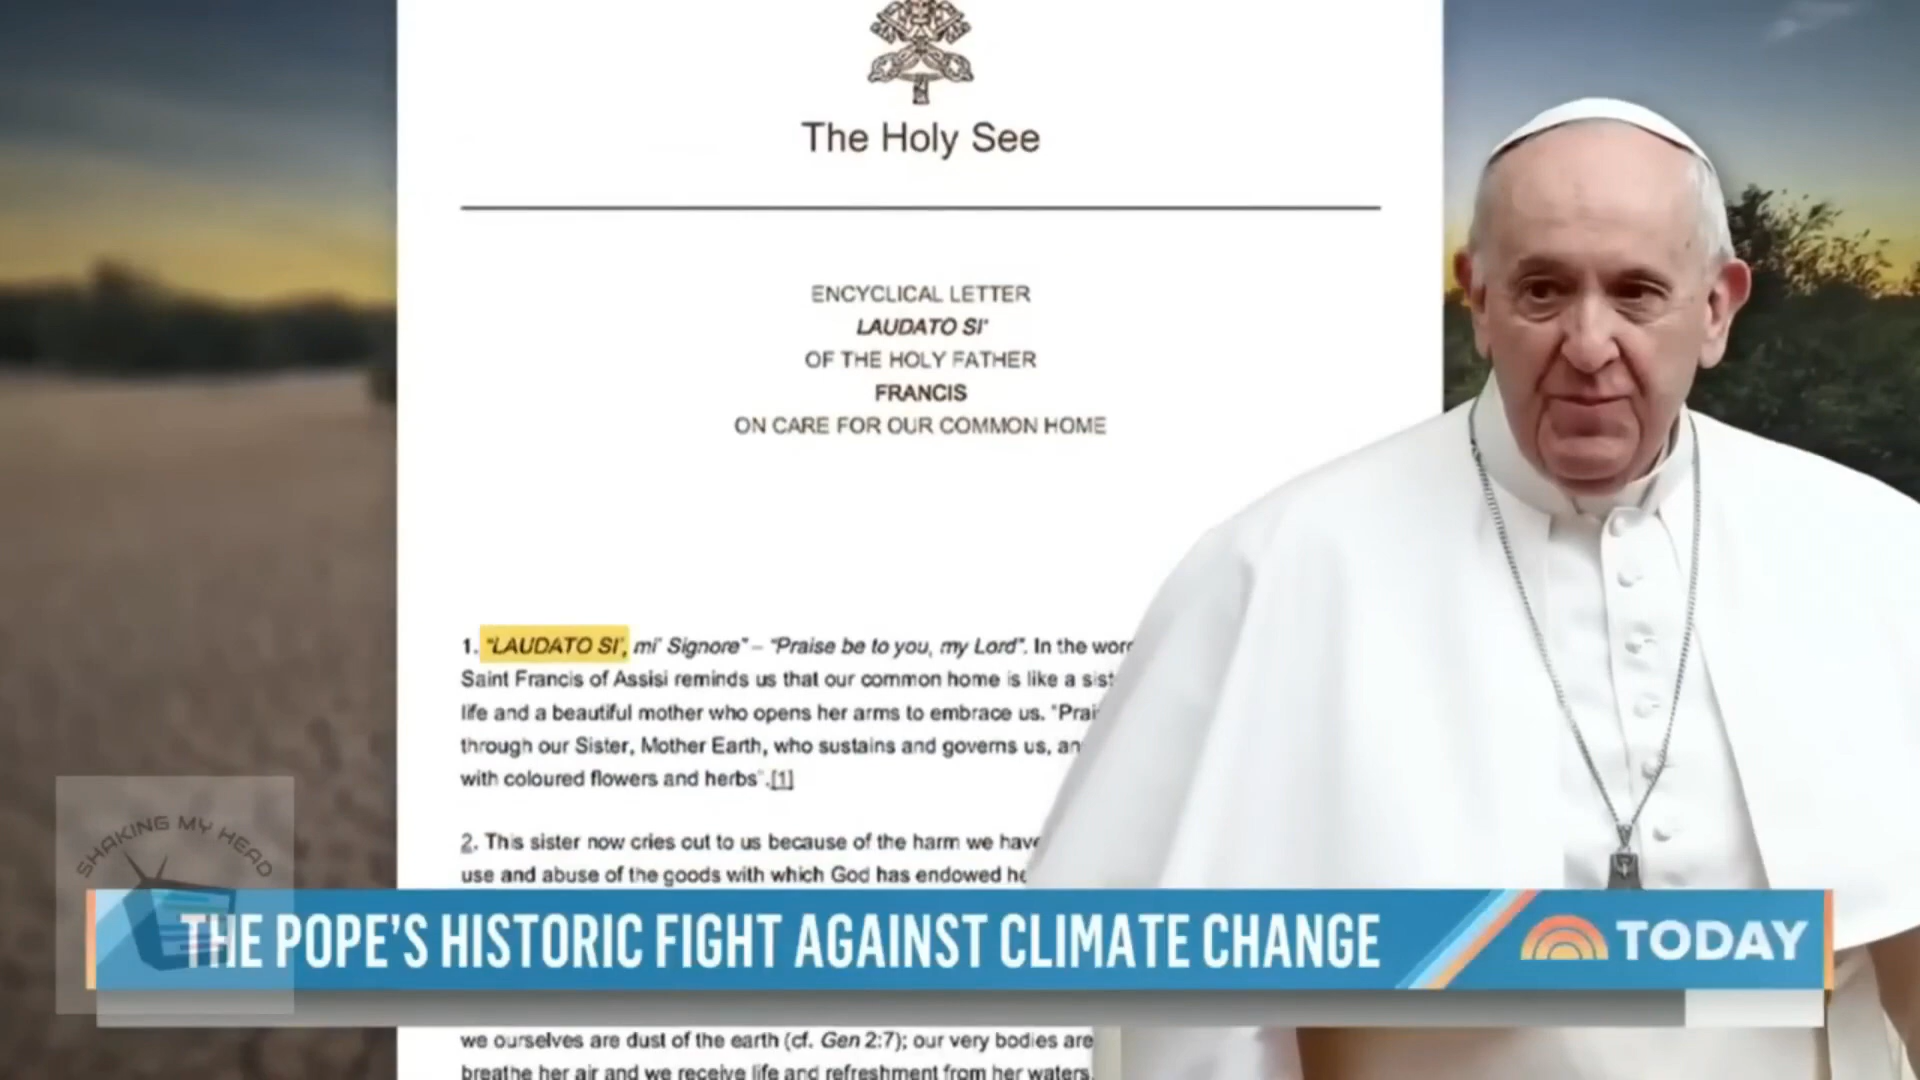 The Holy See
ENCYCLICAL LETTER
LAUDATO SI'
OF THE HOLY FATHER
FRANCIS
ON CARE FOR OUR COMMON HOME
1. "LAUDATO SI', mi' Signore" – "Praise be to you, my Lord". In the
Saint Francis of Assisi reminds us that our common home is like a
life and a beautiful mother who opens her arms to embrace us.
through our Sister, Mother Earth, who sustains and governs us,
with coloured flowers and herbs".[1]
2. This sister now cries out to us because of the harm we have
use and abuse of the goods with which God has endowed
SHAKING MY HEAD
THE POPE'S HISTORIC FIGHT AGAINST CLIMATE CHANGE
TODAY
we ourselves are dust of the earth (cf. Gen 2:7); our very bodies are
breathe her air and we receive life and refreshment from her waters.